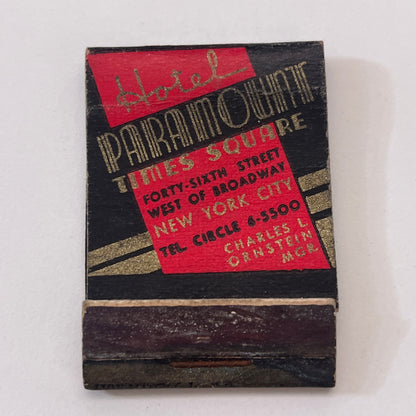 Hotel
PARAMOUNT
TIMES SQUARE
FORTY-SIXTH STREET
WEST OF BROADWAY
NEW YORK CITY
TEL. CIRCLE 6-5500
CHARLES L.
ORNSTEIN
MGR.